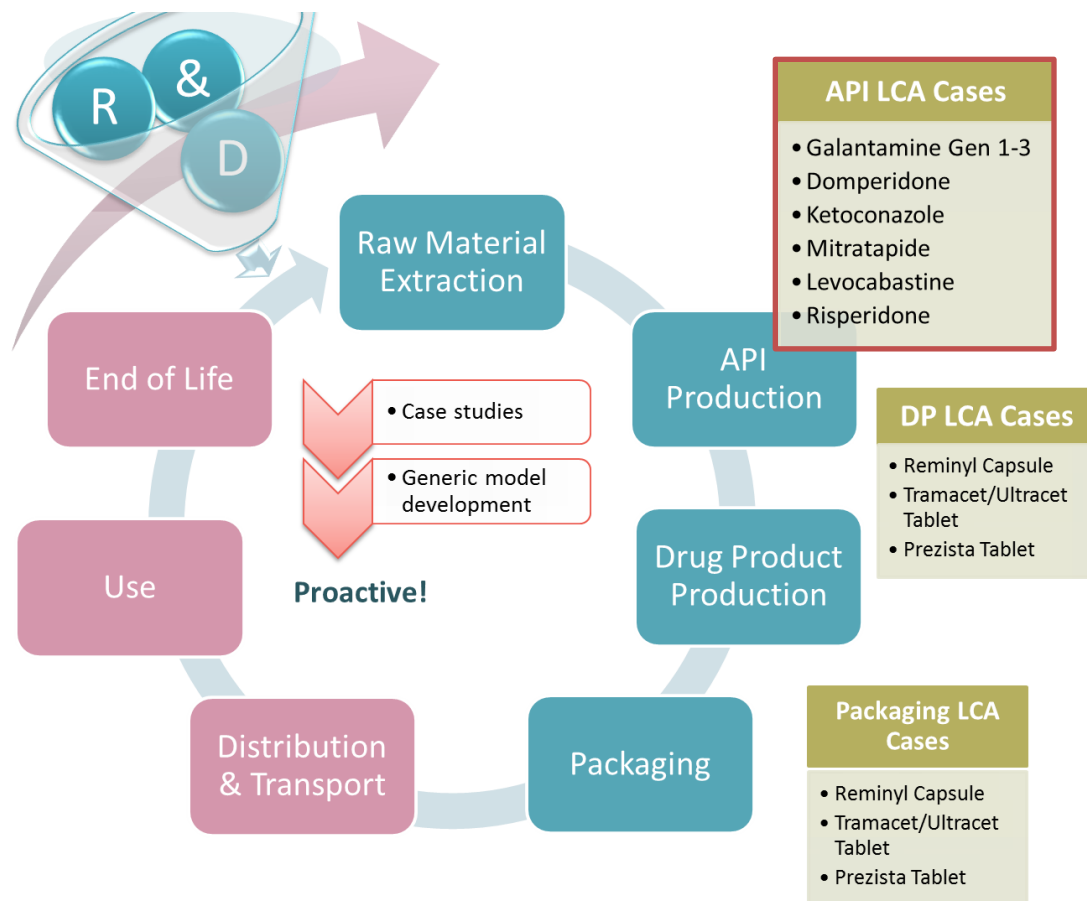 R
&
D
Raw Material
Extraction
API
Production
Drug Product
Production
Packaging
Distribution
& Transport
Use
End of Life
• Case studies
• Generic model
development
Proactive!
API LCA Cases
• Galantamine Gen 1-3
• Domperidone
• Ketoconazole
• Mitratapide
• Levocabastine
• Risperidone
DP LCA Cases
• Reminyl Capsule
• Tramacet/Ultracet
Tablet
• Prezista Tablet
Packaging LCA
Cases
• Reminyl Capsule
• Tramacet/Ultracet
Tablet
• Prezista Tablet